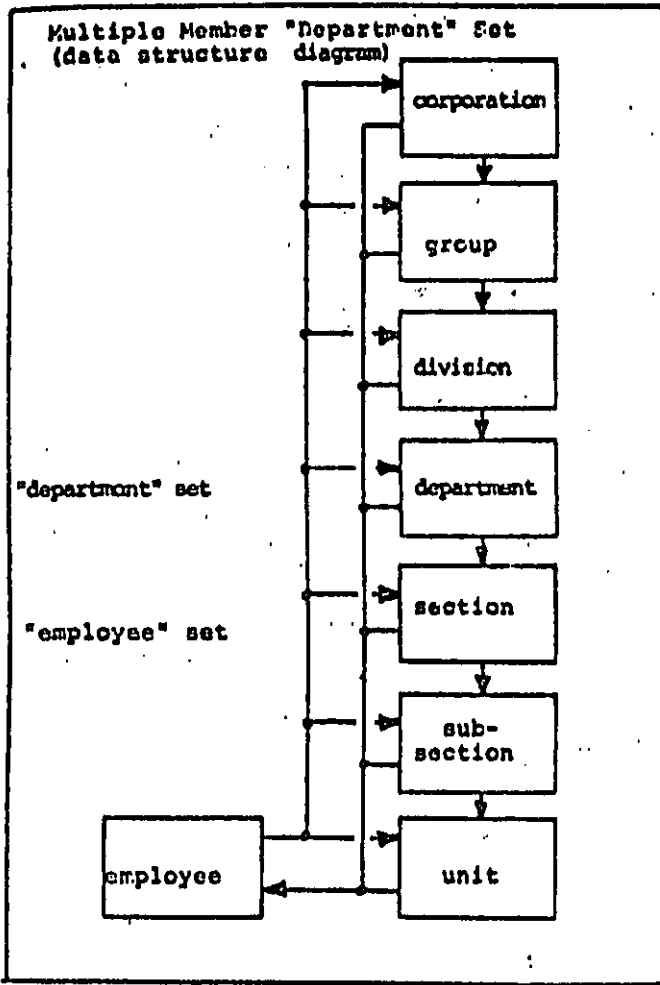 Multiple Member "Department" Set
(data structure diagram)
corporation
group
division
"department" set
department
"employee" set
section
sub-
section
employee
unit